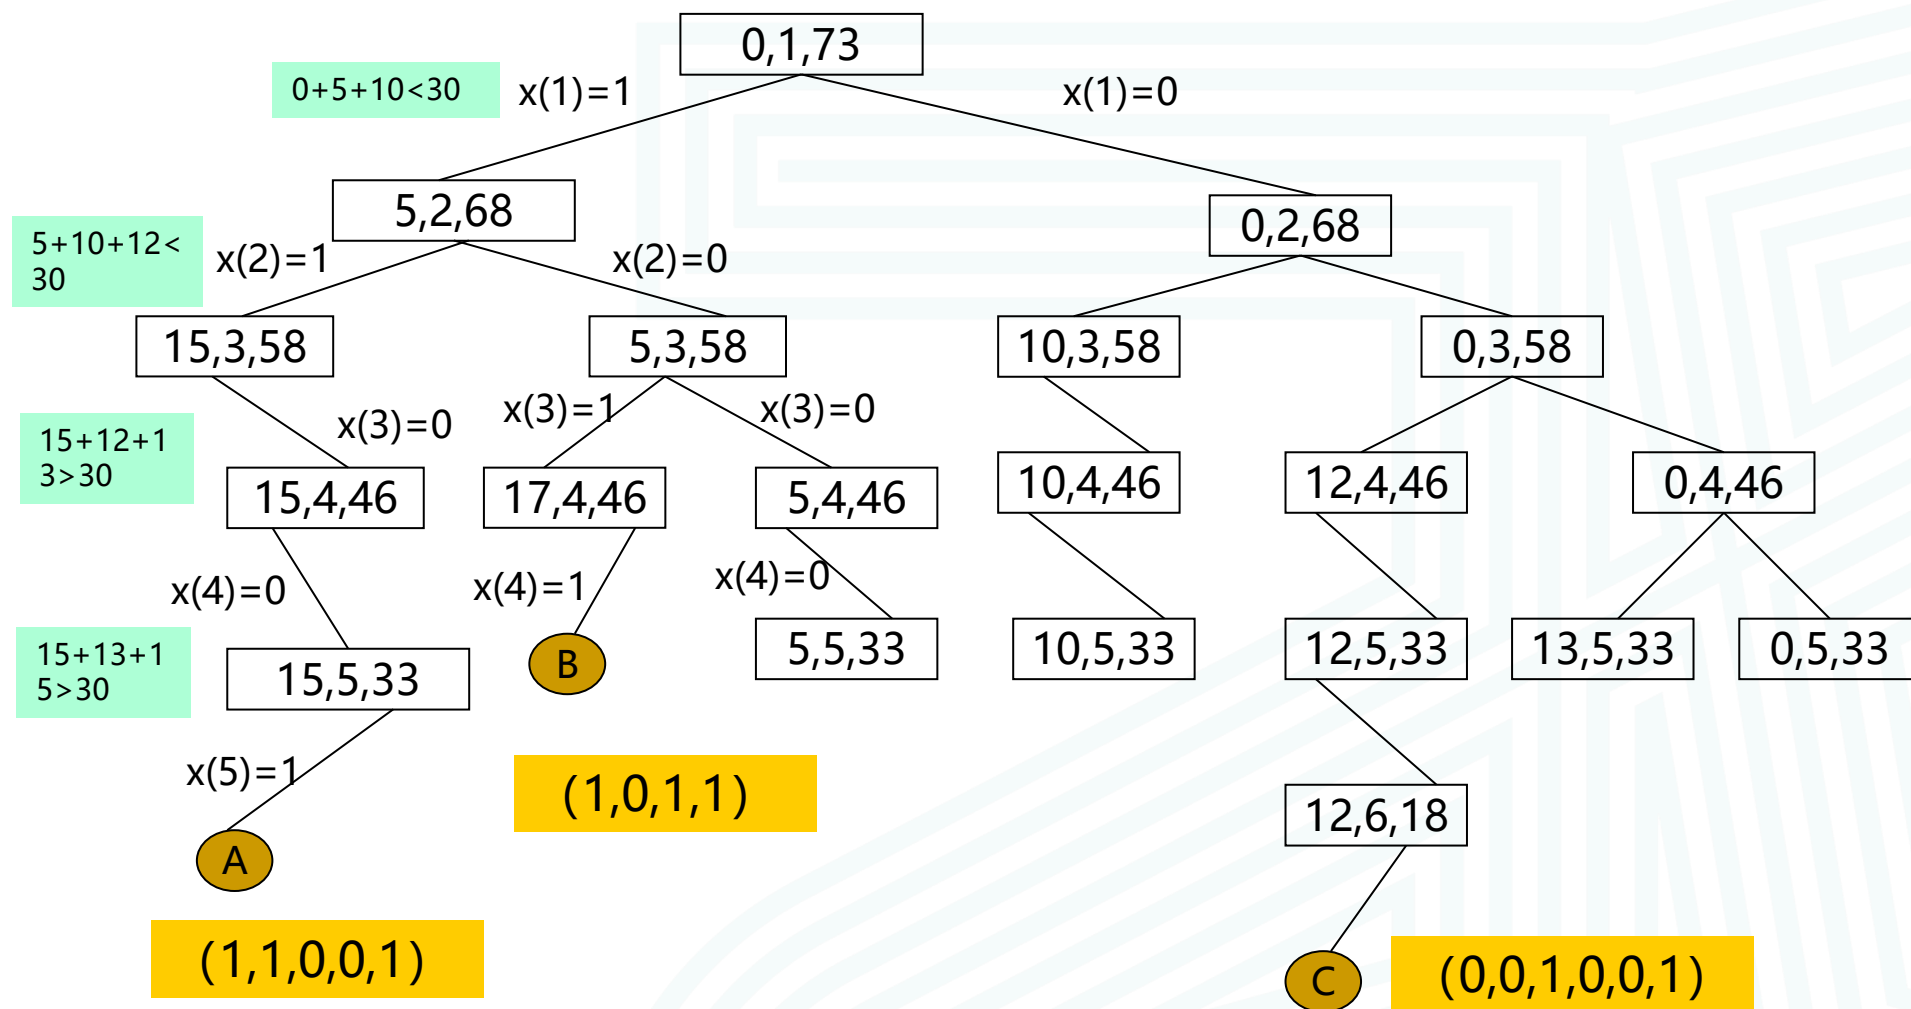 0,1,73
0+5+10<30
x(1)=1
x(1)=0
5,2,68
0,2,68
5+10+12<
30
x(2)=1
x(2)=0
15,3,58
5,3,58
10,3,58
0,3,58
15+12+1
3>30
x(3)=0
x(3)=1
x(3)=0
15,4,46
17,4,46
5,4,46
10,4,46
12,4,46
0,4,46
x(4)=0
x(4)=1
x(4)=0
15+13+1
5>30
15,5,33
B
5,5,33
10,5,33
12,5,33
13,5,33
0,5,33
x(5)=1
(1,0,1,1)
12,6,18
A
(1,1,0,0,1)
C
(0,0,1,0,0,1)